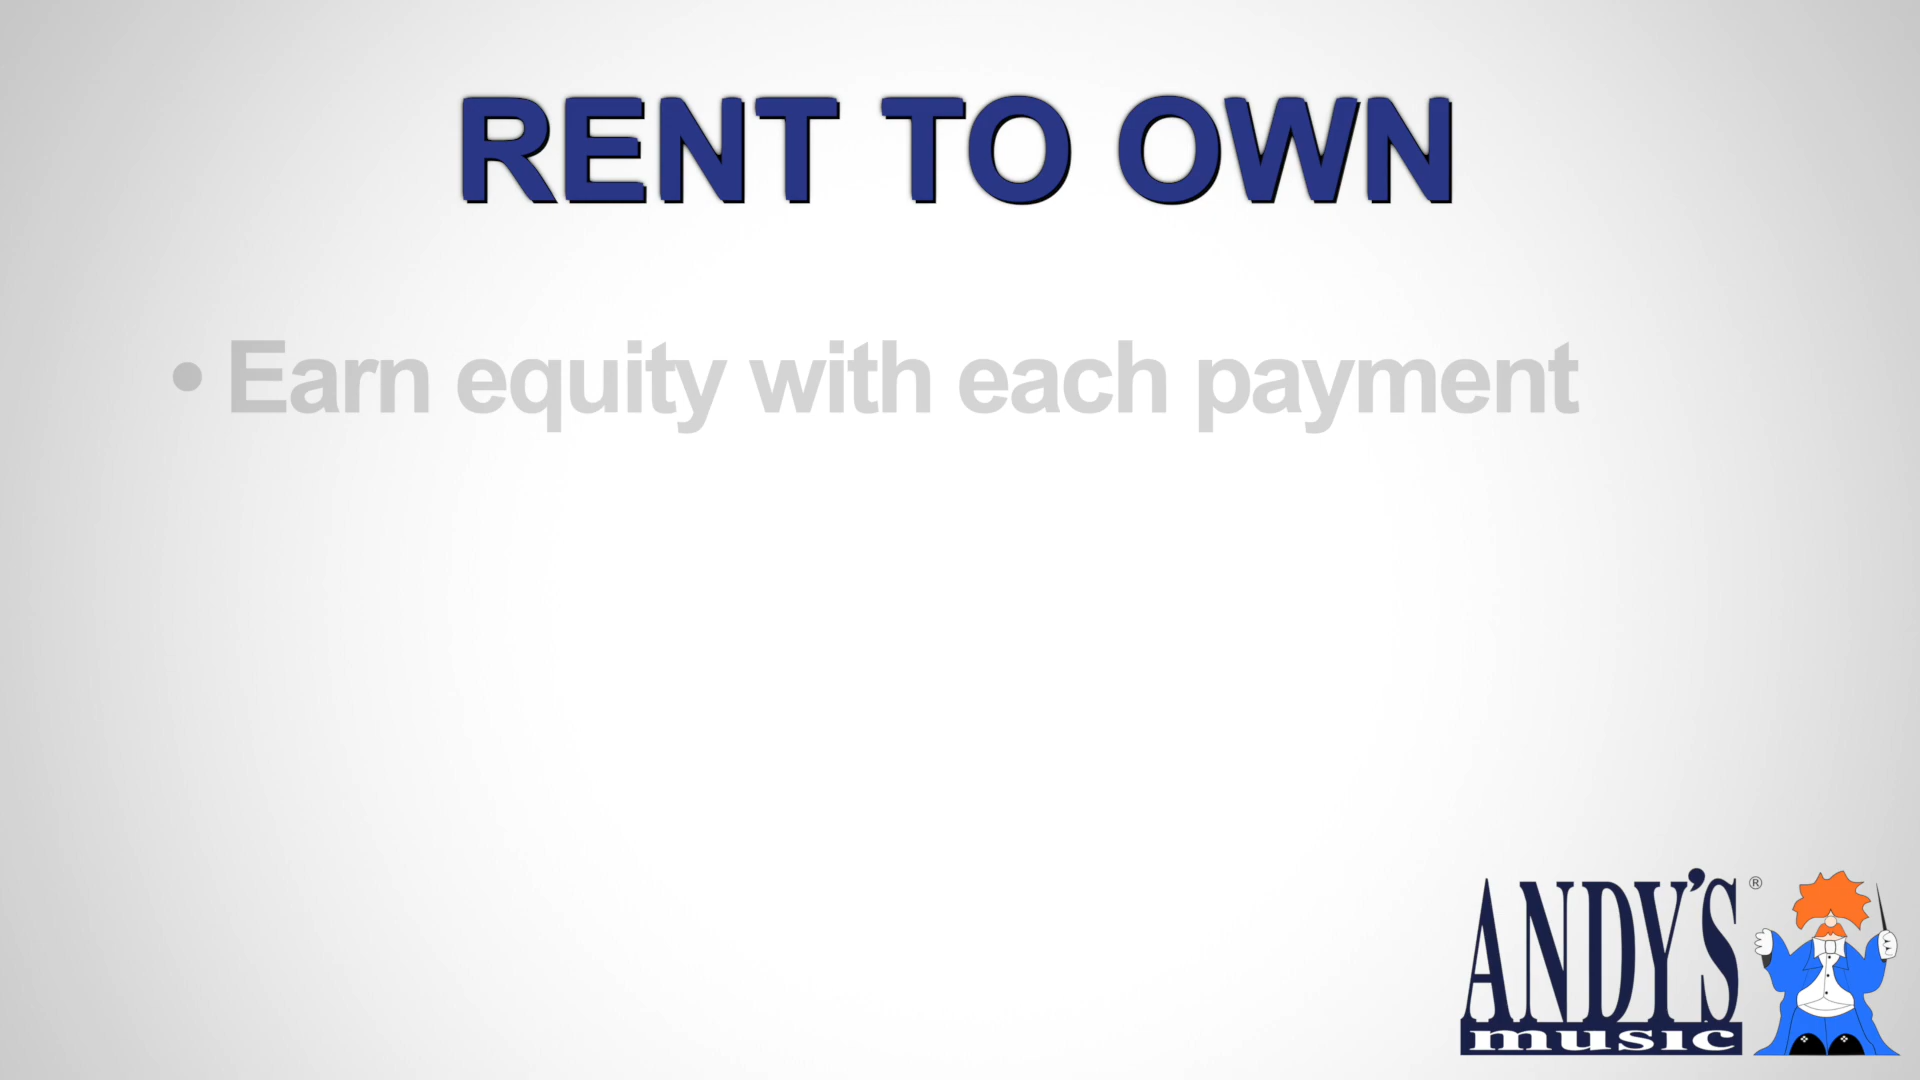 RENT TO OWN
• Earn equity with each payment
ANDY'S ®
music